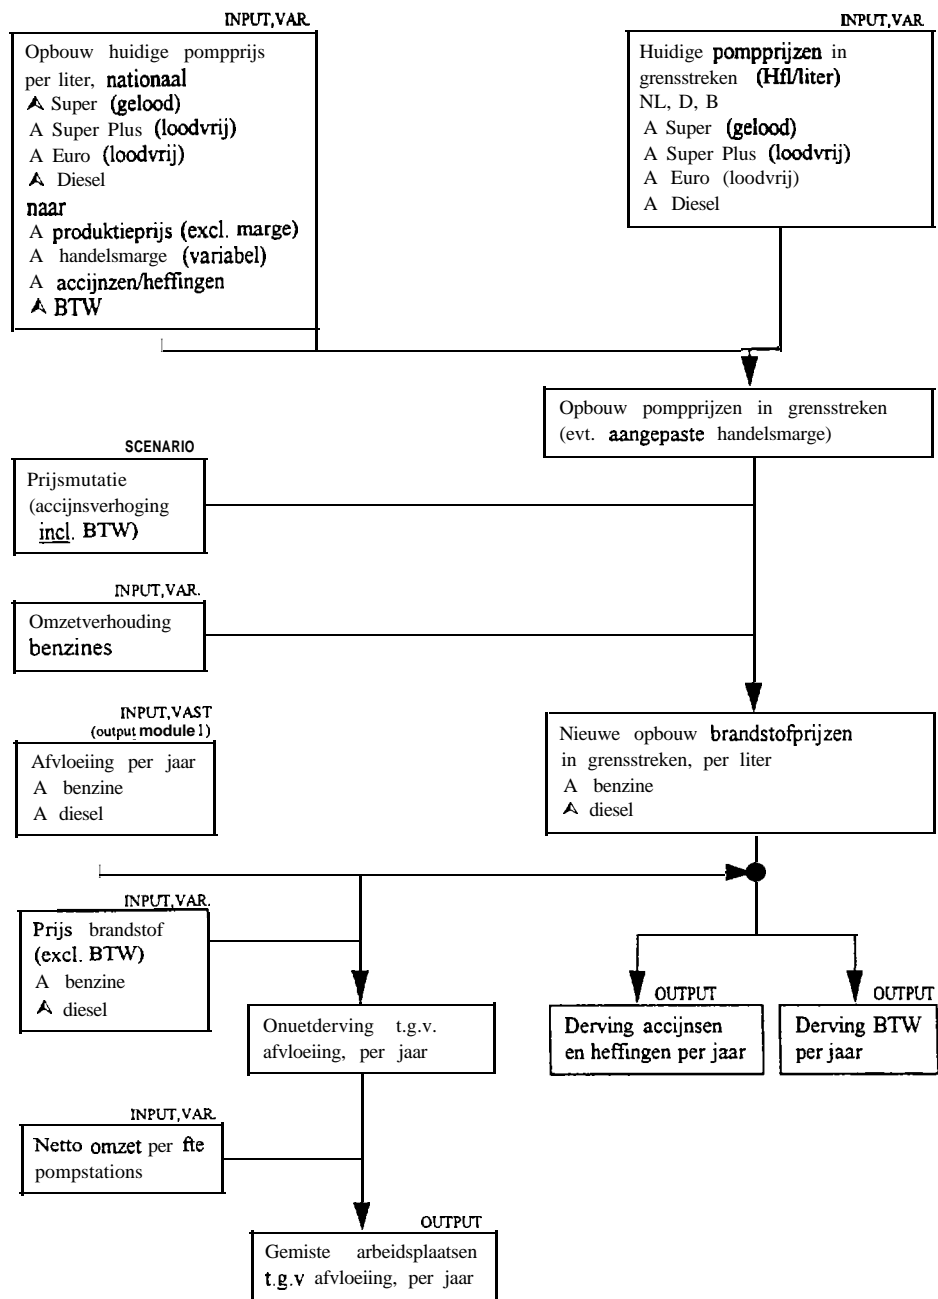 INPUT,VAR.
Opbouw huidige pompprijs
per liter, nationaal
A Super (gelood)
A Super Plus (loodvrij)
A Euro (loodvrij)
A Diesel
naar
A produktieprijs (excl. marge)
A handelsmarge (variabel)
A accijnzen/heffingen
A BTW
INPUT,VAR
Huidige pompprijzen in
grensstreken (Hfl/liter)
NL, D, B
A Super (gelood)
A Super Plus (loodvrij)
A Euro (loodvrij)
A Diesel
Opbouw pompprijzen in grensstreken
(evt. aangepaste handelsmarge)
SCENARIO
Prijsmutatie
(accijnsverhoging
incl. BTW)
INPUT,VAR.
Omzetverhouding
benzines
INPUT,VAST
(output module 1)
Afvloeiing per jaar
A benzine
A diesel
Nieuwe opbouw brandstofprijzen
in grensstreken, per liter
A benzine
A diesel
INPUT,VAR.
Prijs brandstof
(excl. BTW)
A benzine
A diesel
Onuetderving t.g.v.
afvloeiing, per jaar
OUTPUT
Derving accijnsen
en heffingen per jaar
OUTPUT
Derving BTW
per jaar
INPUT,VAR.
Netto omzet per fte
pompstations
OUTPUT
Gemiste arbeidsplaatsen
t.g.v afvloeiing, per jaar